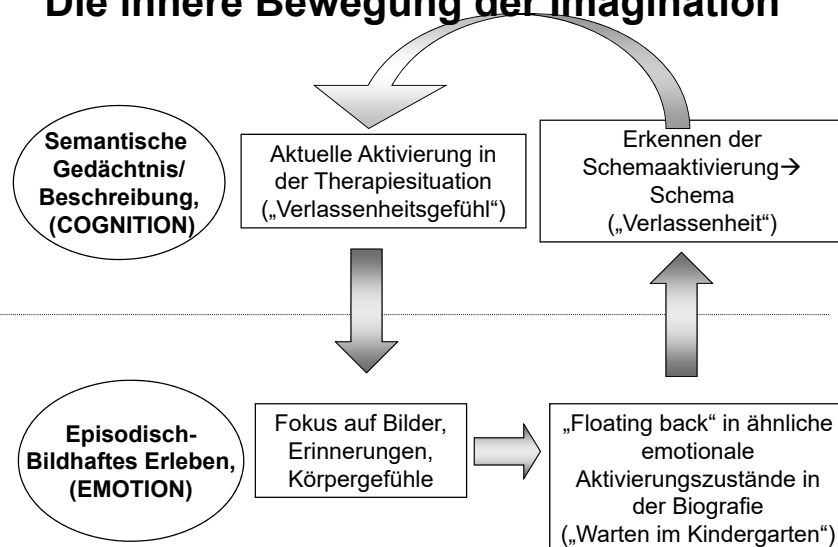 Die innere Bewegung der Imagination
Semantische
Gedächtnis/
Beschreibung,
(COGNITION)
Aktuelle Aktivierung in
der Therapiesituation
(„Verlassenheitsgefühl“)
Erkennen der
Schemaaktivierung→
Schema
(„Verlassenheit“)
Episodisch-
Bildhaftes Erleben,
(EMOTION)
Fokus auf Bilder,
Erinnerungen,
Körpergefühle
„Floating back“ in ähnliche
emotionale
Aktivierungszustände in
der Biografie
(„Warten im Kindergarten“)